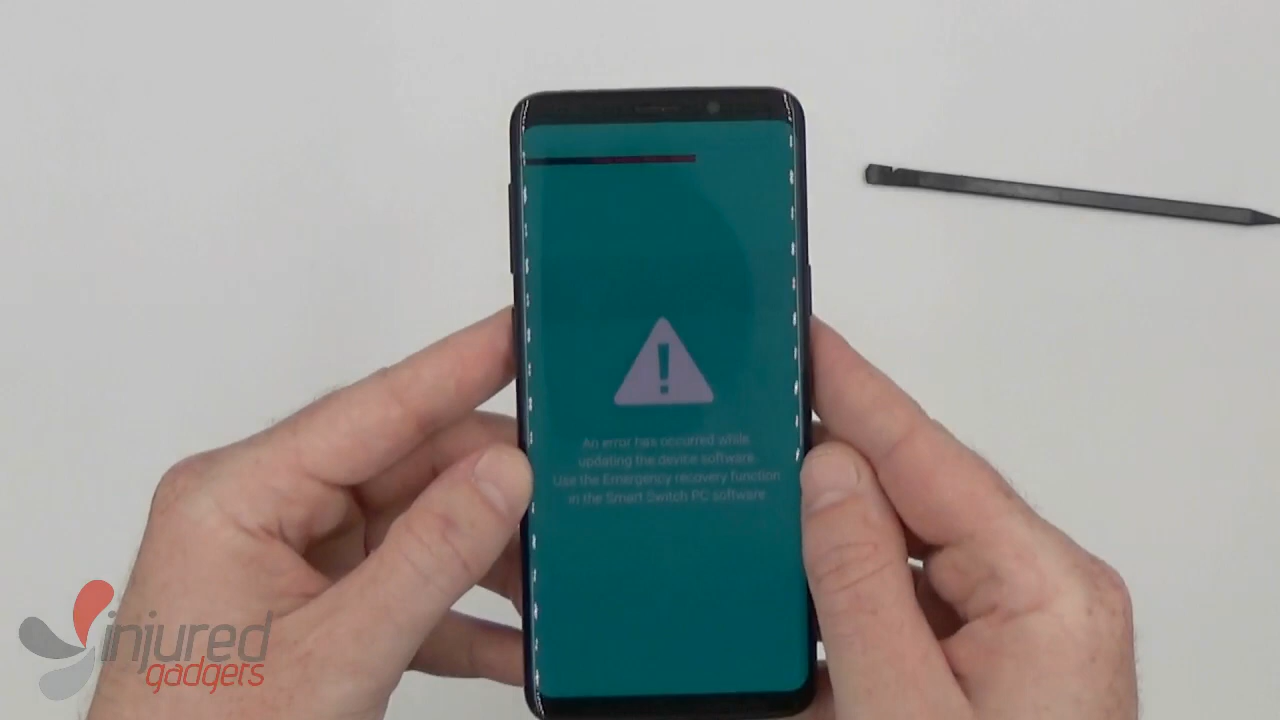 An error has occurred while
updating the device software.
Use the Emergency recovery function
in the Smart Switch PC software.
injured
gadgets